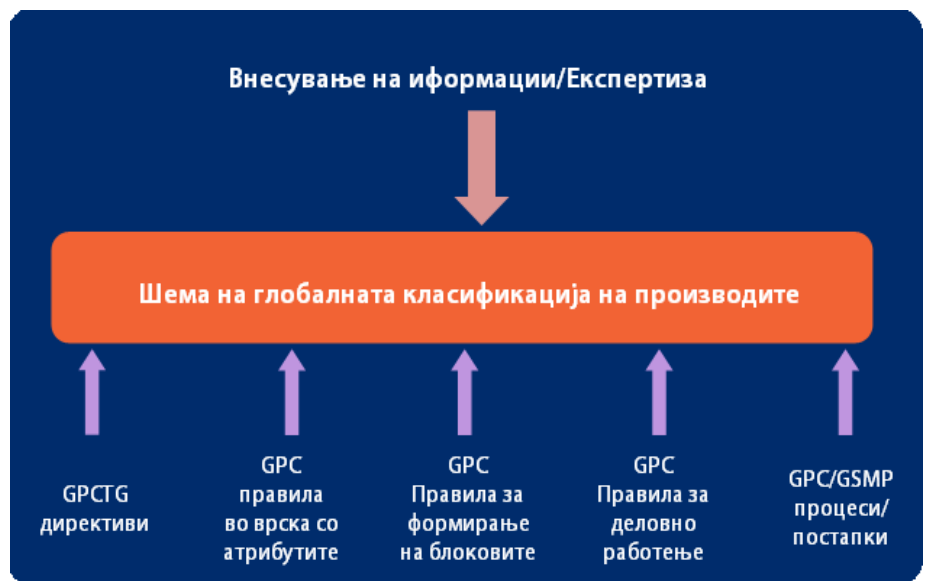 Внесување на иформации/Експертиза
Шема на глобалната класификација на производите
GPCTG
директиви
GPC
правила
во врска со
атрибутите
GPC
Правила за
формирање
на блоковите
GPC
Правила за
деловно
работење
GPC/GSMP
процеси/
постапки